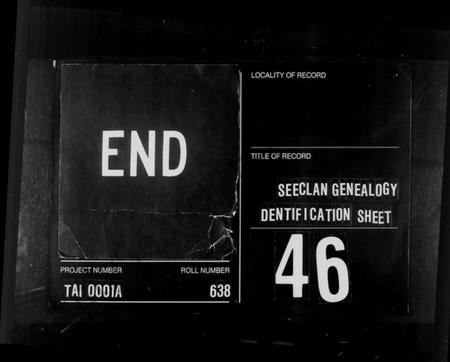 END
PROJECT NUMBER ROLL NUMBER
TAI 0001A 638
LOCALITY OF RECORD
TITLE OF RECORD
SEECLAN GENEALOGY
DENTIFICATION SHEET
46